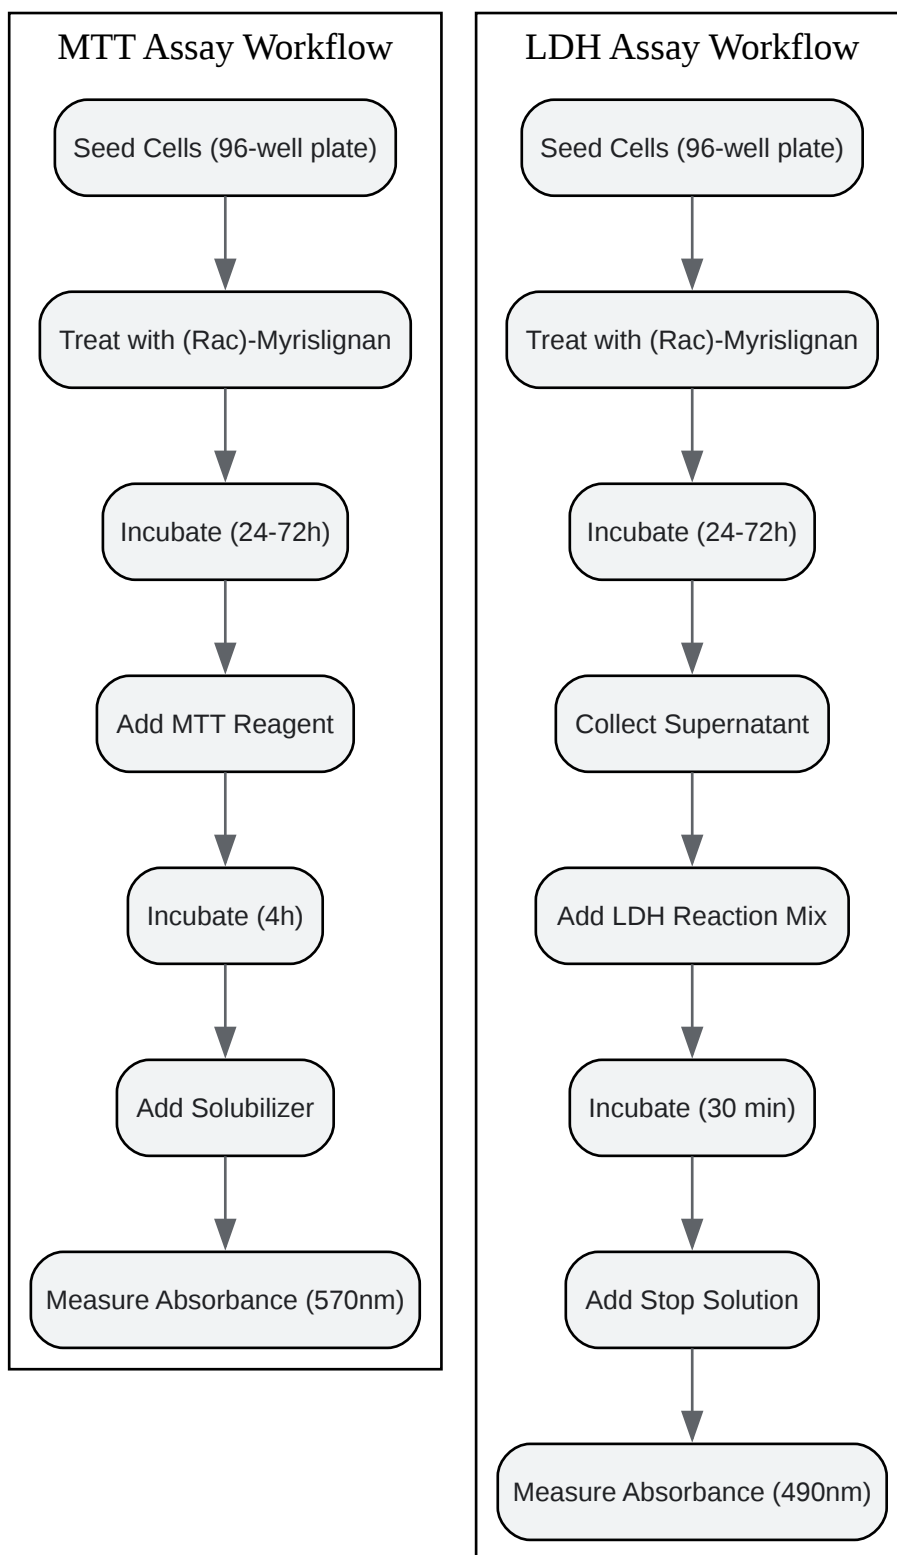 MTT Assay Workflow
Seed Cells (96-well plate)
Treat with (Rac)-Myrislignan
Incubate (24-72h)
Add MTT Reagent
Incubate (4h)
Add Solubilizer
Measure Absorbance (570nm)
LDH Assay Workflow
Seed Cells (96-well plate)
Treat with (Rac)-Myrislignan
Incubate (24-72h)
Collect Supernatant
Add LDH Reaction Mix
Incubate (30 min)
Add Stop Solution
Measure Absorbance (490nm)